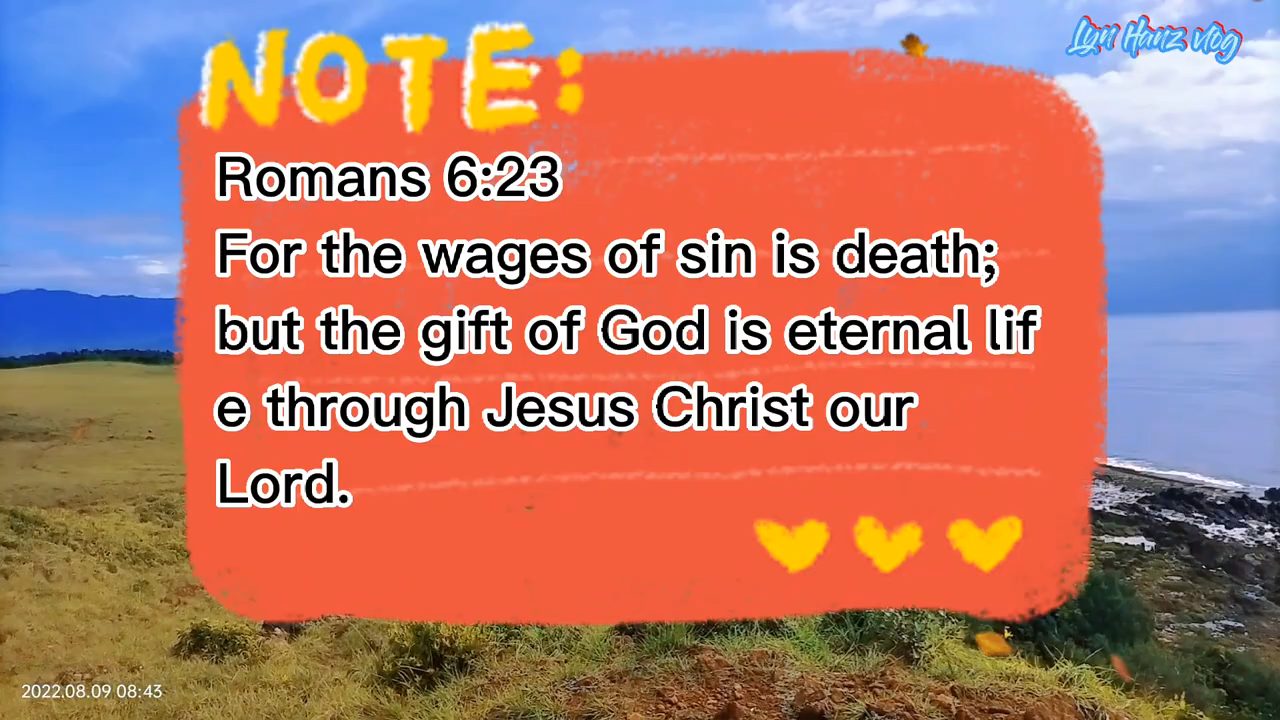 Lyn Hanz vlog
NOTE:
Romans 6:23
For the wages of sin is death;
but the gift of God is eternal lif
e through Jesus Christ our
Lord.
2022.08.09 08:43